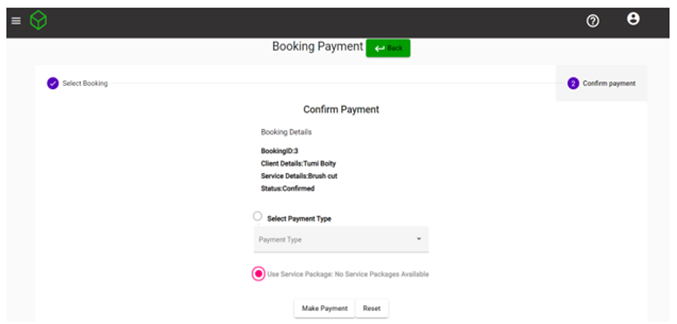 Booking Payment
Back
Select Booking
2 Confirm payment
Confirm Payment
Booking Details
BookingID:3
Client Details:Tumi Boity
Service Details:Brush cut
Status:Confirmed
Select Payment Type
Payment Type
Use Service Package: No Service Packages Available
Make Payment Reset